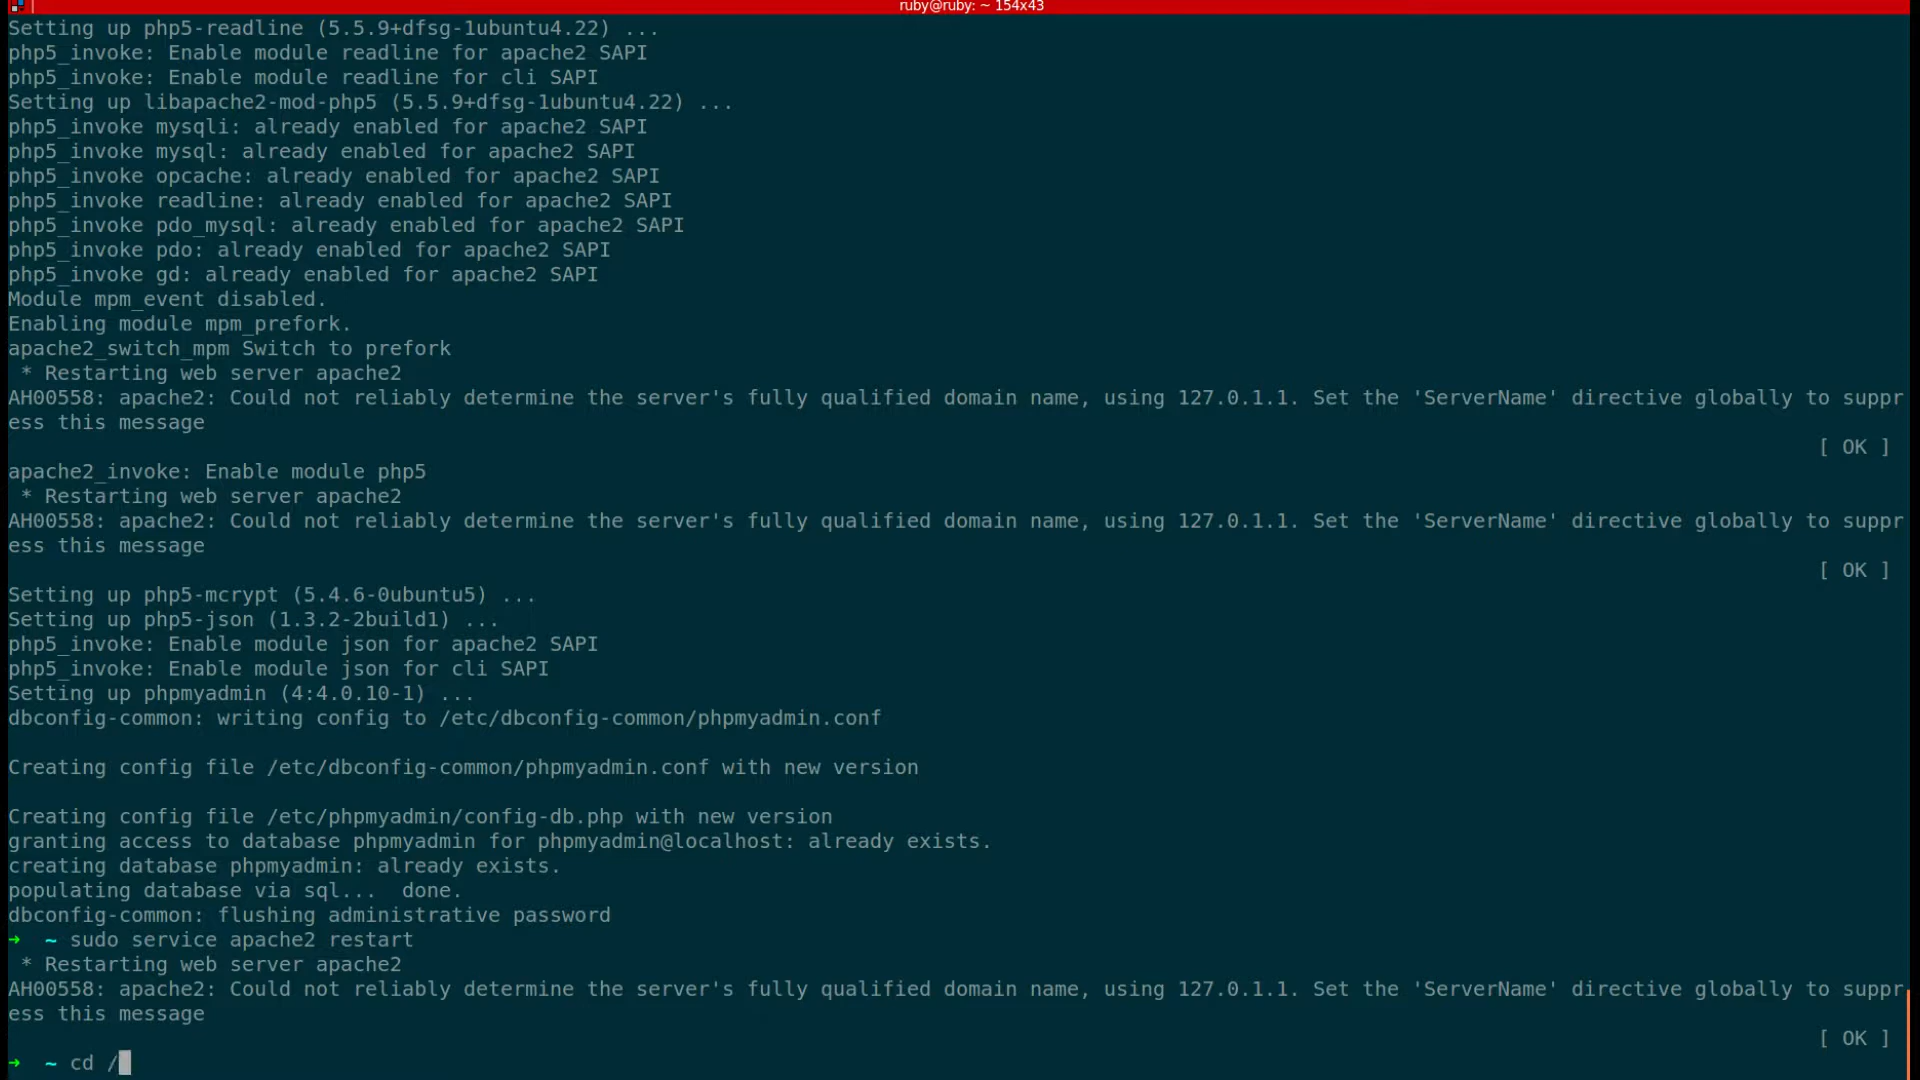 ruby@ruby: ~ 154x43
Setting up php5-readline (5.5.9+dfsg-1ubuntu4.22) ...
php5_invoke: Enable module readline for apache2 SAPI
php5_invoke: Enable module readline for cli SAPI
Setting up libapache2-mod-php5 (5.5.9+dfsg-1ubuntu4.22) ...
php5_invoke mysqli: already enabled for apache2 SAPI
php5_invoke mysql: already enabled for apache2 SAPI
php5_invoke opcache: already enabled for apache2 SAPI
php5_invoke readline: already enabled for apache2 SAPI
php5_invoke pdo_mysql: already enabled for apache2 SAPI
php5_invoke pdo: already enabled for apache2 SAPI
php5_invoke gd: already enabled for apache2 SAPI
Module mpm_event disabled.
Enabling module mpm_prefork.
apache2_switch_mpm Switch to prefork
 * Restarting web server apache2
AH00558: apache2: Could not reliably determine the server's fully qualified domain name, using 127.0.1.1. Set the 'ServerName' directive globally to suppr
ess this message
[ OK ]
apache2_invoke: Enable module php5
 * Restarting web server apache2
AH00558: apache2: Could not reliably determine the server's fully qualified domain name, using 127.0.1.1. Set the 'ServerName' directive globally to suppr
ess this message
[ OK ]
Setting up php5-mcrypt (5.4.6-0ubuntu5) ...
Setting up php5-json (1.3.2-2build1) ...
php5_invoke: Enable module json for apache2 SAPI
php5_invoke: Enable module json for cli SAPI
Setting up phpmyadmin (4:4.0.10-1) ...
dbconfig-common: writing config to /etc/dbconfig-common/phpmyadmin.conf
Creating config file /etc/dbconfig-common/phpmyadmin.conf with new version
Creating config file /etc/phpmyadmin/config-db.php with new version
granting access to database phpmyadmin for phpmyadmin@localhost: already exists.
creating database phpmyadmin: already exists.
populating database via sql...  done.
dbconfig-common: flushing administrative password
➜  ~ sudo service apache2 restart
 * Restarting web server apache2
AH00558: apache2: Could not reliably determine the server's fully qualified domain name, using 127.0.1.1. Set the 'ServerName' directive globally to suppr
ess this message
[ OK ]
➜  ~ cd /